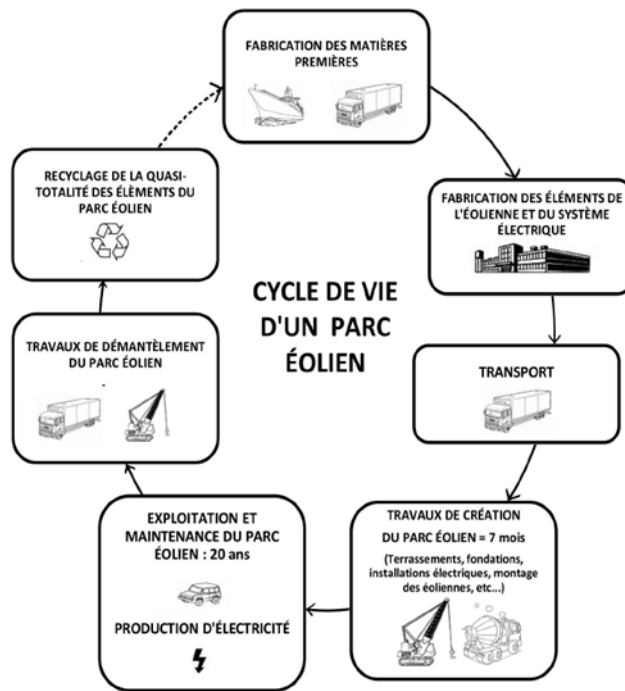 FABRICATION DES MATIÈRES
PREMIÈRES
FABRICATION DES ÉLÉMENTS DE
L'ÉOLIENNE ET DU SYSTÈME
ÉLECTRIQUE
TRANSPORT
TRAVAUX DE CRÉATION
DU PARC ÉOLIEN = 7 mois
(Terrassements, fondations,
installations électriques, montage
des éoliennes, etc...)
EXPLOITATION ET
MAINTENANCE DU PARC
ÉOLIEN : 20 ans
PRODUCTION D'ÉLECTRICITÉ
TRAVAUX DE DÉMANTÈLEMENT
DU PARC ÉOLIEN
RECYCLAGE DE LA QUASI-
TOTALITÉ DES ÉLÈMENTS DU
PARC ÉOLIEN
CYCLE DE VIE
D'UN PARC
ÉOLIEN